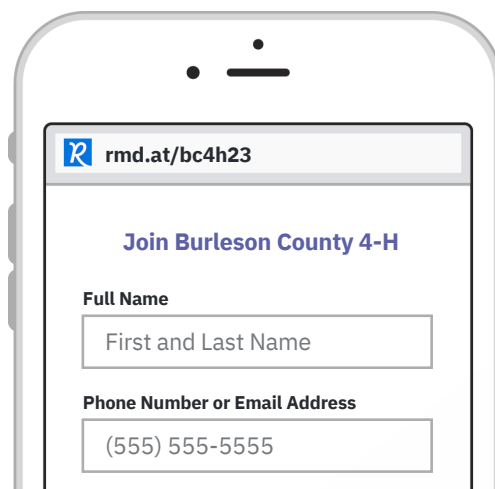 rmd.at/bc4h23
Join Burleson County 4-H
Full Name
First and Last Name
Phone Number or Email Address
(555) 555-5555